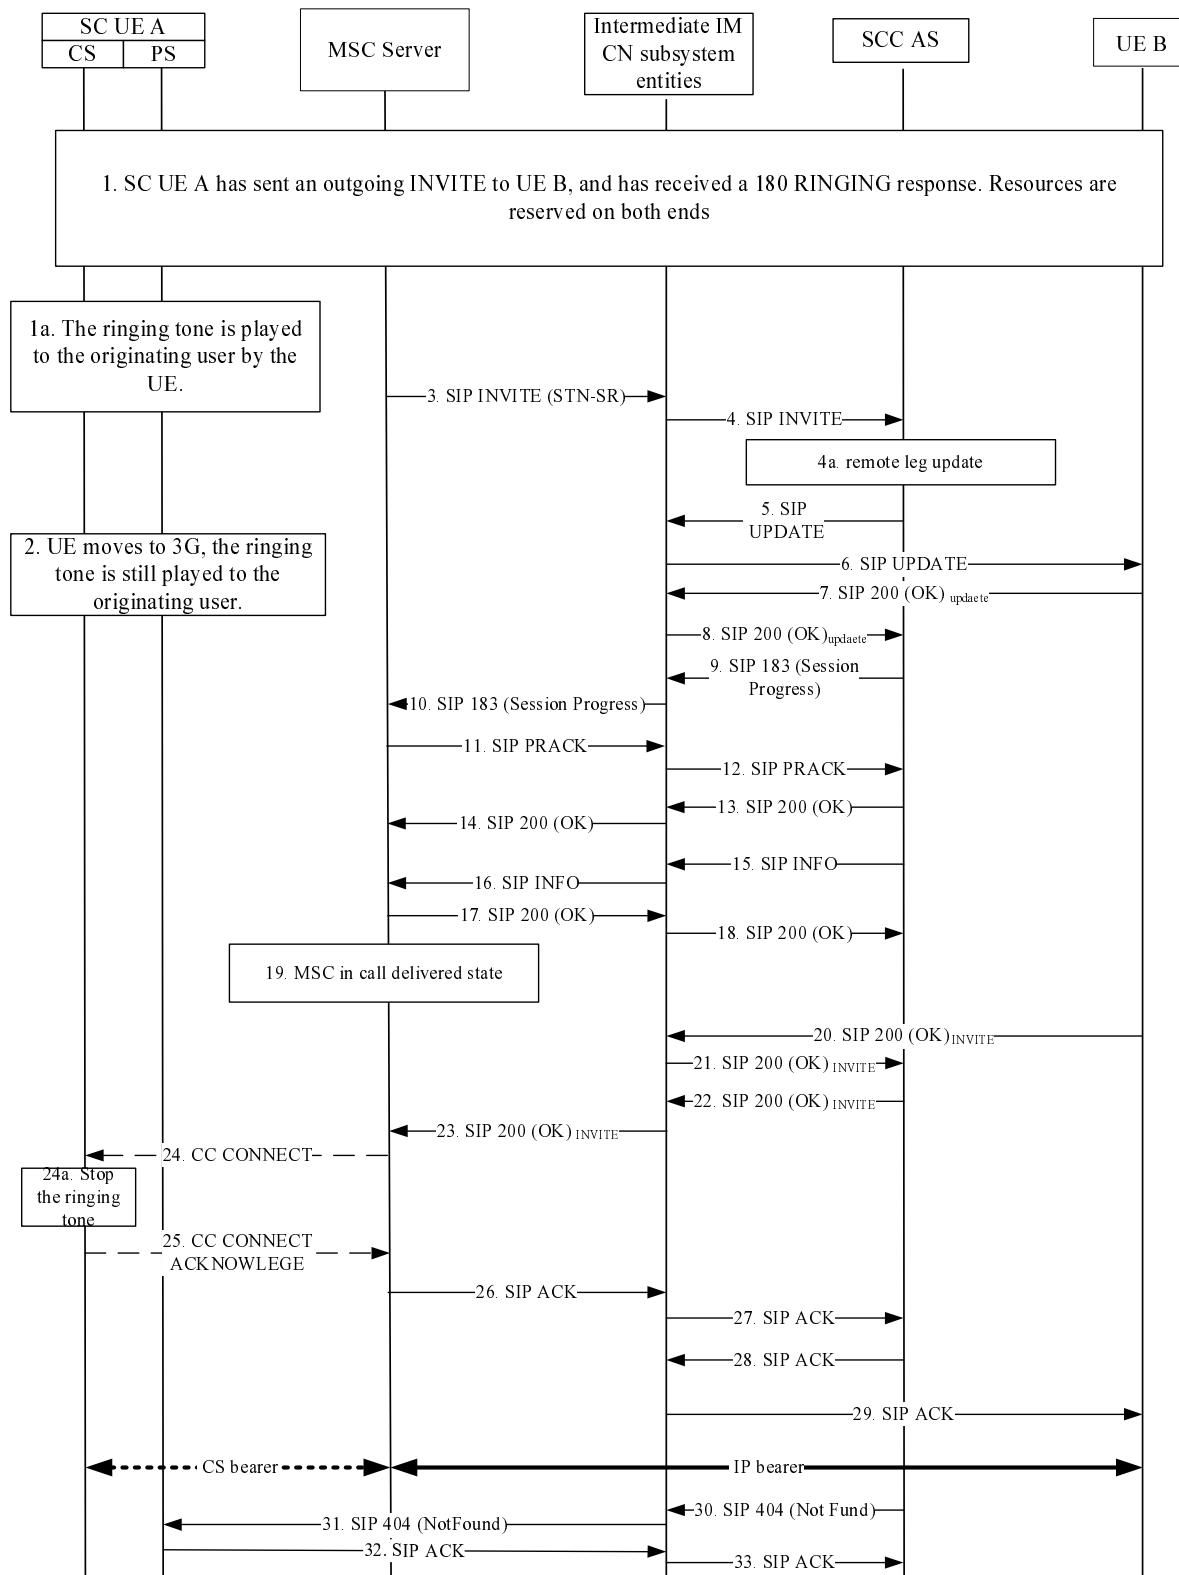 SC UE A
CS
PS
MSC Server
Intermediate IM
CN subsystem
entities
SCC AS
UE B
1. SC UE A has sent an outgoing INVITE to UE B, and has received a 180 RINGING response. Resources are
reserved on both ends
1a. The ringing tone is played
to the originating user by the
UE.
3. SIP INVITE (STN-SR)
4. SIP INVITE
4a. remote leg update
5. SIP
UPDATE
2. UE moves to 3G, the ringing
tone is still played to the
originating user.
6. SIP UPDATE
7. SIP 200 (OK) updaete
8. SIP 200 (OK)updaete
9. SIP 183 (Session
Progress)
10. SIP 183 (Session Progress)
11. SIP PRACK
12. SIP PRACK
13. SIP 200 (OK)
14. SIP 200 (OK)
15. SIP INFO
16. SIP INFO
17. SIP 200 (OK)
18. SIP 200 (OK)
19. MSC in call delivered state
20. SIP 200 (OK)INVITE
21. SIP 200 (OK) INVITE
22. SIP 200 (OK) INVITE
23. SIP 200 (OK) INVITE
24. CC CONNECT
24a. Stop
the ringing
tone
25. CC CONNECT
ACKNOWLEGE
26. SIP ACK
27. SIP ACK
28. SIP ACK
29. SIP ACK
CS bearer
IP bearer
30. SIP 404 (Not Fund)
31. SIP 404 (NotFound)
32. SIP ACK
33. SIP ACK